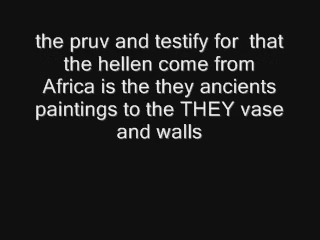 the pruv and testify for  that
the hellen come from
Africa is the they ancients
paintings to the THEY vase
and walls